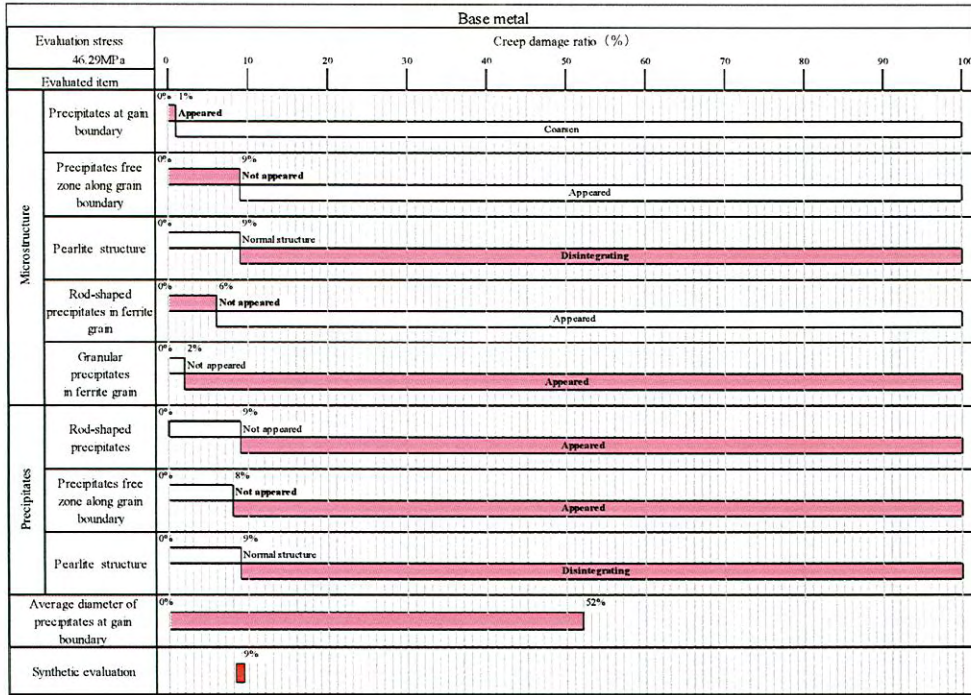 Base metal
Evaluation stress
46.29MPa
Creep damage ratio (%)
0 10 20 30 40 50 60 70 80 90 100
Evaluated item
Microstructure
Precipitates at gain
boundary
0% 1%
Appeared
Coarsen
Precipitates free
zone along grain
boundary
0% 9%
Not appeared
Appeared
Pearlite structure
0% 9%
Normal structure
Disintegrating
Rod-shaped
precipitates in ferrite
grain
0% 6%
Not appeared
Appeared
Granular
precipitates
in ferrite grain
0% 2%
Not appeared
Appeared
Precipitates
Rod-shaped
precipitates
0% 9%
Not appeared
Appeared
Precipitates free
zone along grain
boundary
0% 8%
Not appeared
Appeared
Pearlite structure
0% 9%
Normal structure
Disintegrating
Average diameter of
precipitates at gain
boundary
0% 52%
Synthetic evaluation
9%